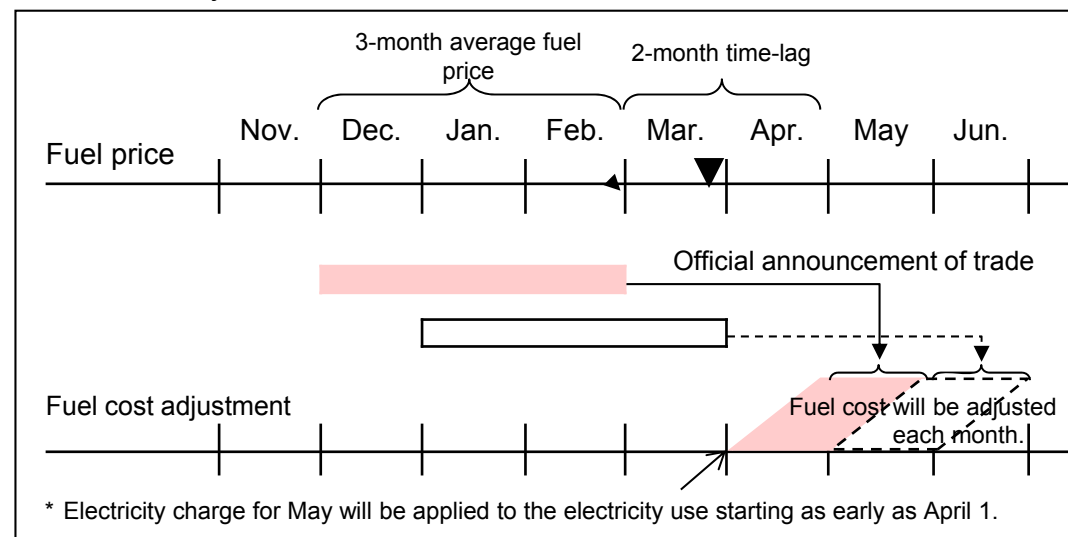 3-month average fuel
price
2-month time-lag
Nov. Dec. Jan. Feb. Mar. Apr. May Jun.
Fuel price
Official announcement of trade
Fuel cost adjustment
Fuel cost will be adjusted
each month.
* Electricity charge for May will be applied to the electricity use starting as early as April 1.